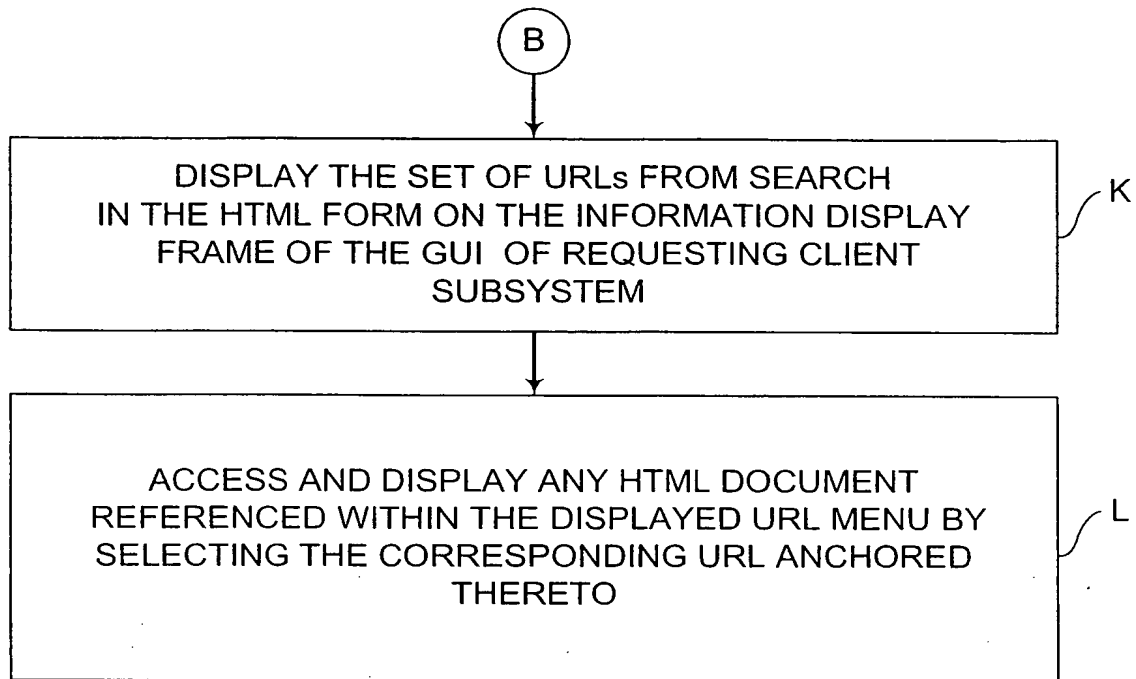 B
DISPLAY THE SET OF URLs FROM SEARCH
IN THE HTML FORM ON THE INFORMATION DISPLAY
FRAME OF THE GUI OF REQUESTING CLIENT
SUBSYSTEM
K
ACCESS AND DISPLAY ANY HTML DOCUMENT
REFERENCED WITHIN THE DISPLAYED URL MENU BY
SELECTING THE CORRESPONDING URL ANCHORED
THERETO
L